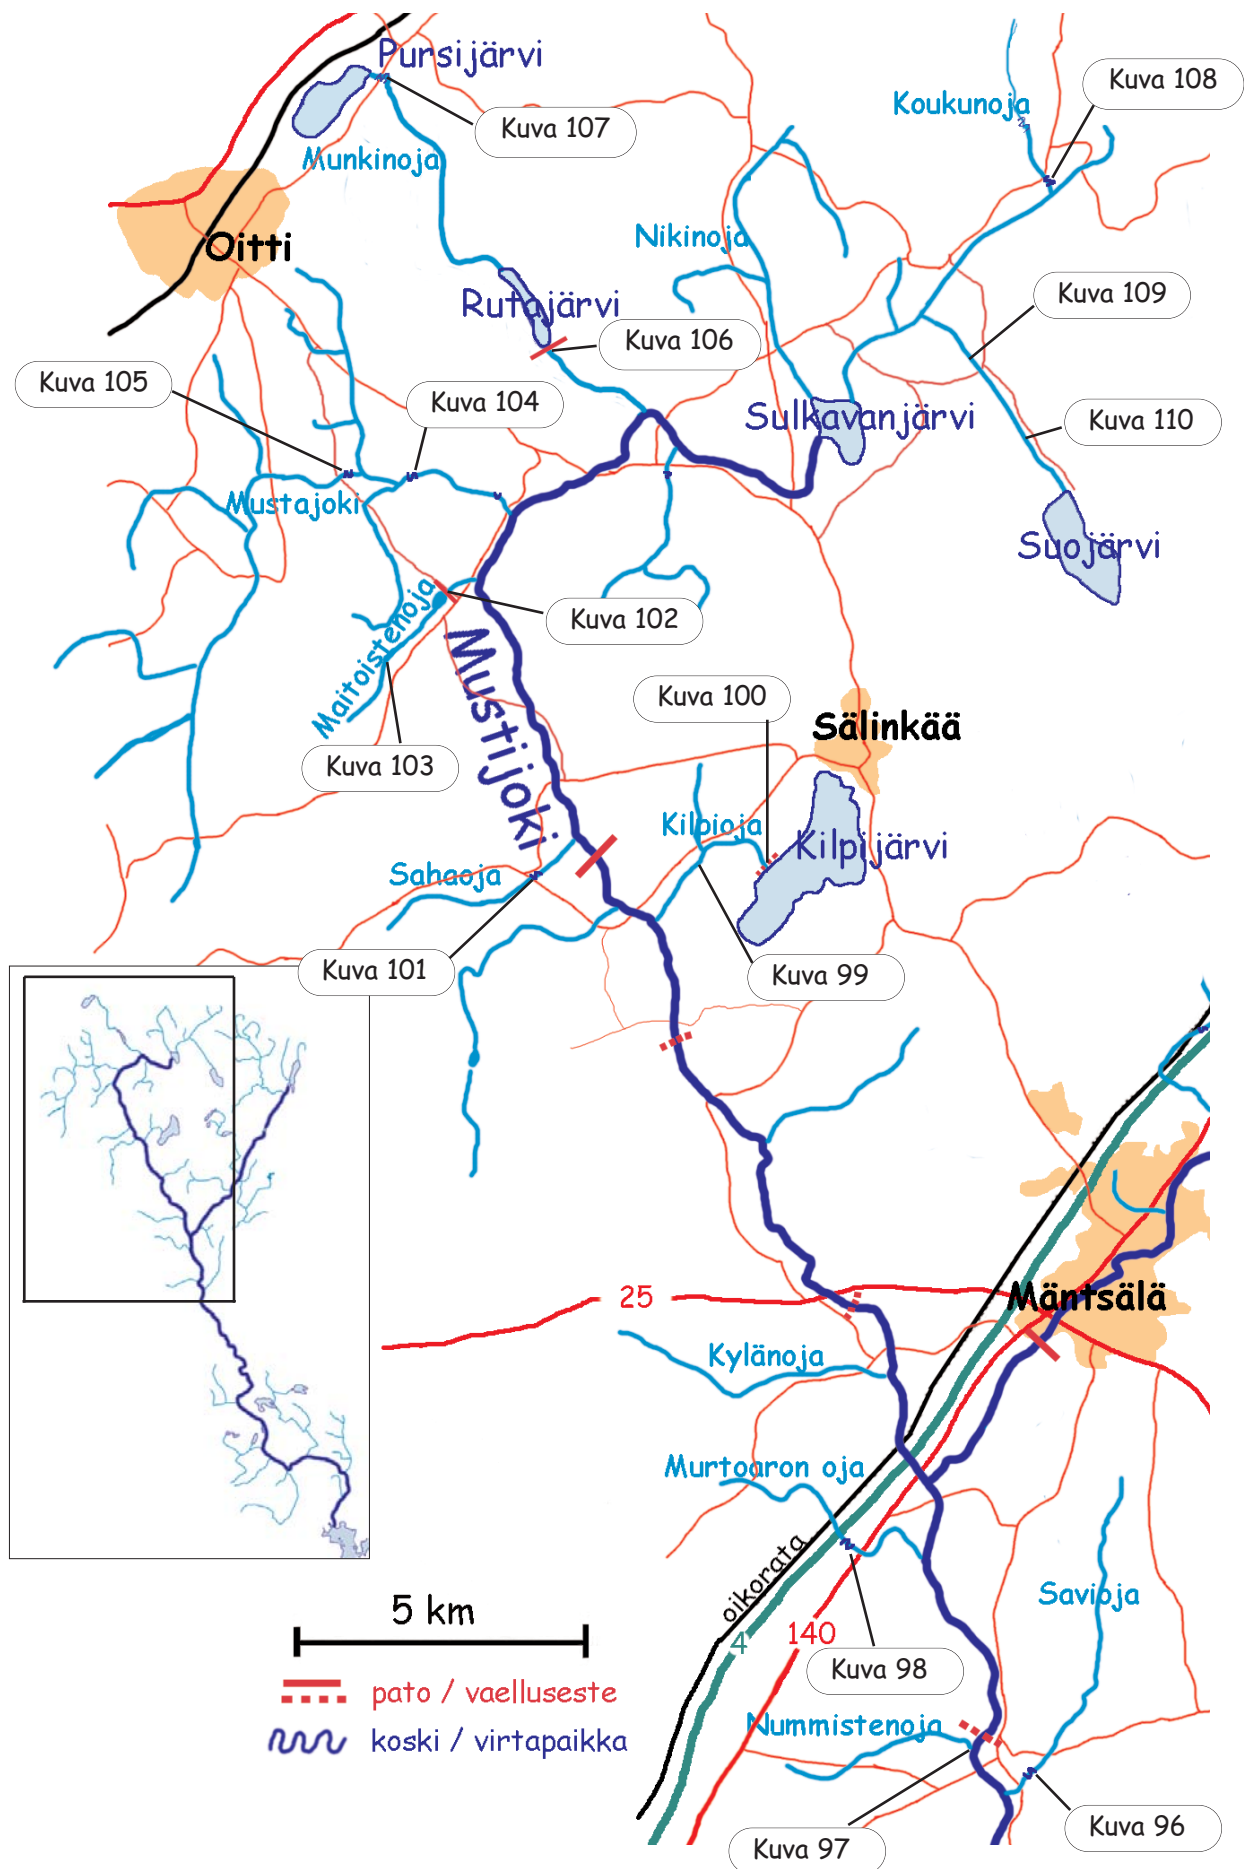 Pursijärvi
Kuva 108
Koukunoja
Kuva 107
Munkinoja
Nikinoja
Oitti
Kuva 109
Rutajärvi
Kuva 106
Kuva 105
Kuva 104
Sulkavanjärvi
Kuva 110
Mustajoki
Suojärvi
Maitoistenoja
Kuva 102
Mustijoki
Kuva 100
Sälinkää
Kuva 103
Kilpioja
Kilpijärvi
Sahaoja
Kuva 101
Kuva 99
25
Mäntsälä
Kylänoja
Murtoaron oja
oikorata
Savioja
5 km
4
140
Kuva 98
pato / vaelluseste
Nummistenoja
koski / virtapaikka
Kuva 96
Kuva 97